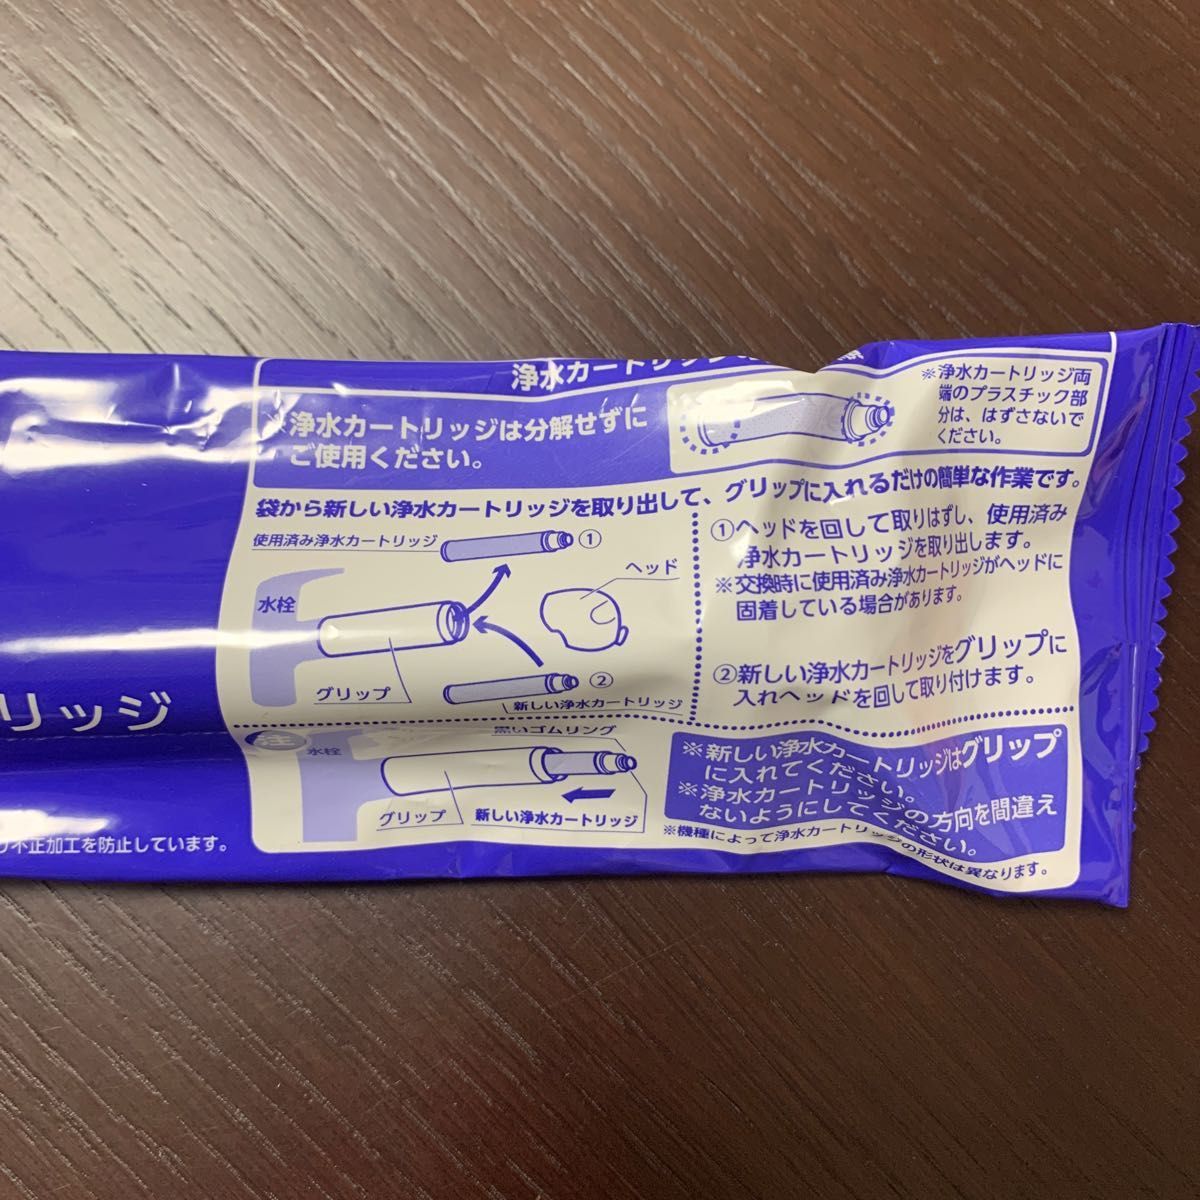 浄水カートリッジ
※浄水カートリッジは分解せずに
ご使用ください。
※浄水カートリッジ両
端のプラスチック部
分は、はずさないで
ください。
袋から新しい浄水カートリッジを取り出して、グリップに入れるだけの簡単な作業です。
使用済み浄水カートリッジ
①
ヘッド
水栓
グリップ
②
新しい浄水カートリッジ
①ヘッドを回して取りはずし、使用済み
浄水カートリッジを取り出します。
※交換時に使用済み浄水カートリッジがヘッドに
固着している場合があります。
②新しい浄水カートリッジをグリップに
入れヘッドを回して取り付けます。
注
水栓
黒いゴムリング
グリップ
新しい浄水カートリッジ
※新しい浄水カートリッジはグリップ
に入れてください。
※浄水カートリッジの方向を間違え
ないようにしてください。
※機種によって浄水カートリッジの形状は異なります。
リッジ
不正加工を防止しています。